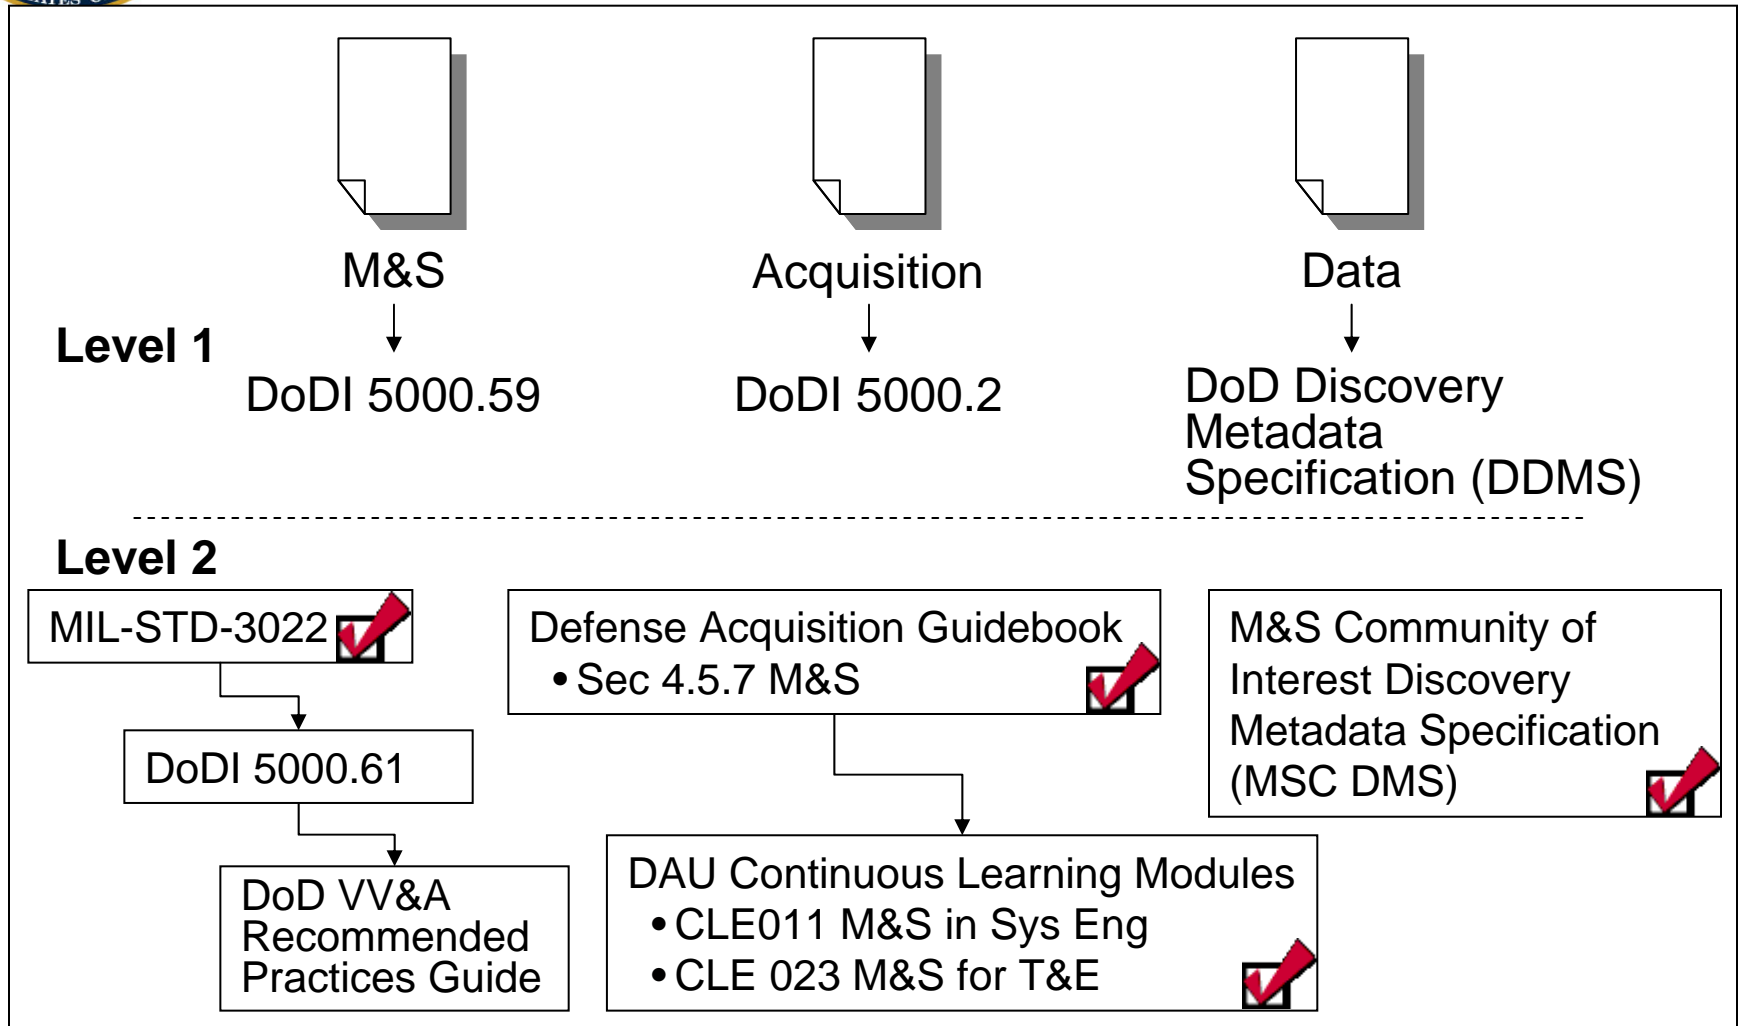 M&S
Acquisition
Data
Level 1
DoDI 5000.59
DoDI 5000.2
DoD Discovery
Metadata
Specification (DDMS)
Level 2
MIL-STD-3022
DoDI 5000.61
DoD VV&A
Recommended
Practices Guide
Defense Acquisition Guidebook
• Sec 4.5.7 M&S
DAU Continuous Learning Modules
• CLE011 M&S in Sys Eng
• CLE 023 M&S for T&E
M&S Community of
Interest Discovery
Metadata Specification
(MSC DMS)